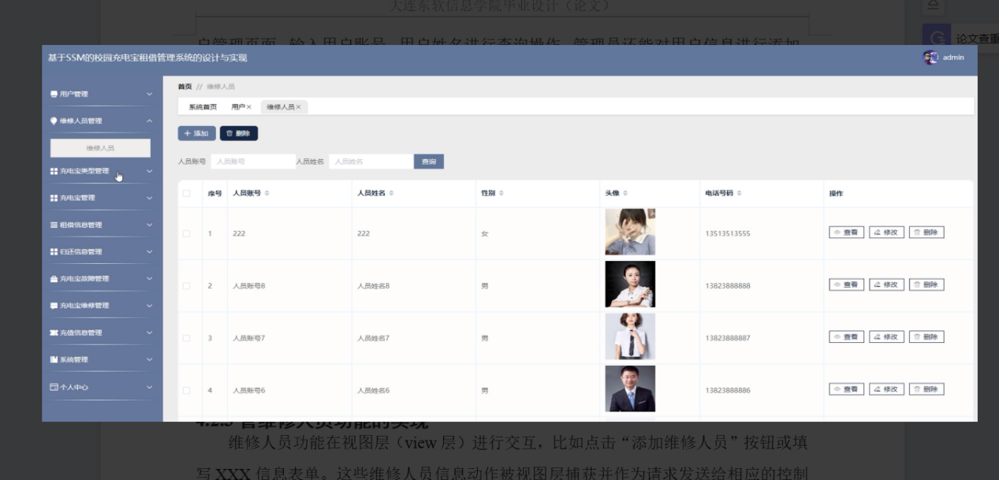 大连东软信息学院毕业设计（论文）
户管理页面，输入用户账号、用户姓名进行查询操作，管理员还能对用户信息进行添加
论文查重
基于SSM的校园充电宝租借管理系统的设计与实现
admin
用户管理
维修人员管理
维修人员
充电宝类型管理
充电宝管理
租借信息管理
归还信息管理
充电宝故障管理
充电宝维修管理
充值信息管理
系统管理
个人中心
首页 // 维修人员
系统首页 用户× 维修人员×
+ 添加 删除
人员账号 人员账号 人员姓名 人员姓名 查询
序号 人员账号 人员姓名 性别 头像 电话号码 操作
1 222 222 女 13513513555 查看 修改 删除
2 人员账号8 人员姓名8 男 13823888888 查看 修改 删除
3 人员账号7 人员姓名7 男 13823888887 查看 修改 删除
4 人员账号6 人员姓名6 男 13823888886 查看 修改 删除
维修人员功能的实现
维修人员功能在视图层（view 层）进行交互，比如点击“添加维修人员”按钮或填
写 XXX 信息表单。这些维修人员信息动作被视图层捕获并作为请求发送给相应的控制